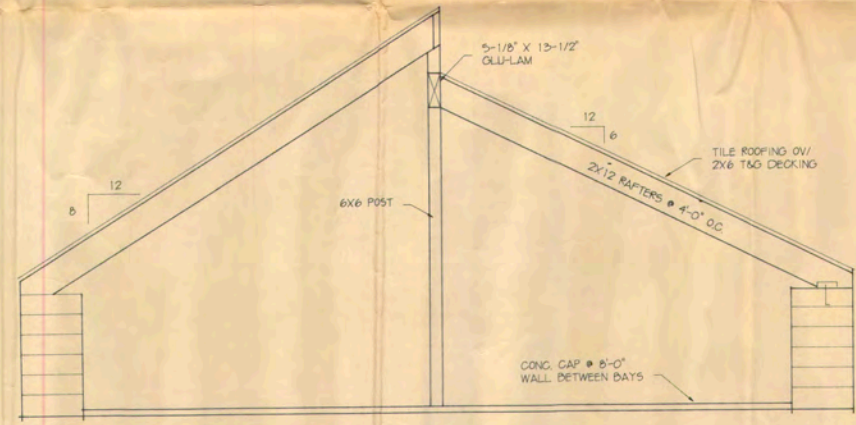 5-1/8" X 13-1/2"
GLU-LAM
12
6
TILE ROOFING OV/
2X6 T&G DECKING
2X12 RAFTERS @ 4'-0" O.C.
12
8
6X6 POST
CONC. CAP @ 8'-0"
WALL BETWEEN BAYS